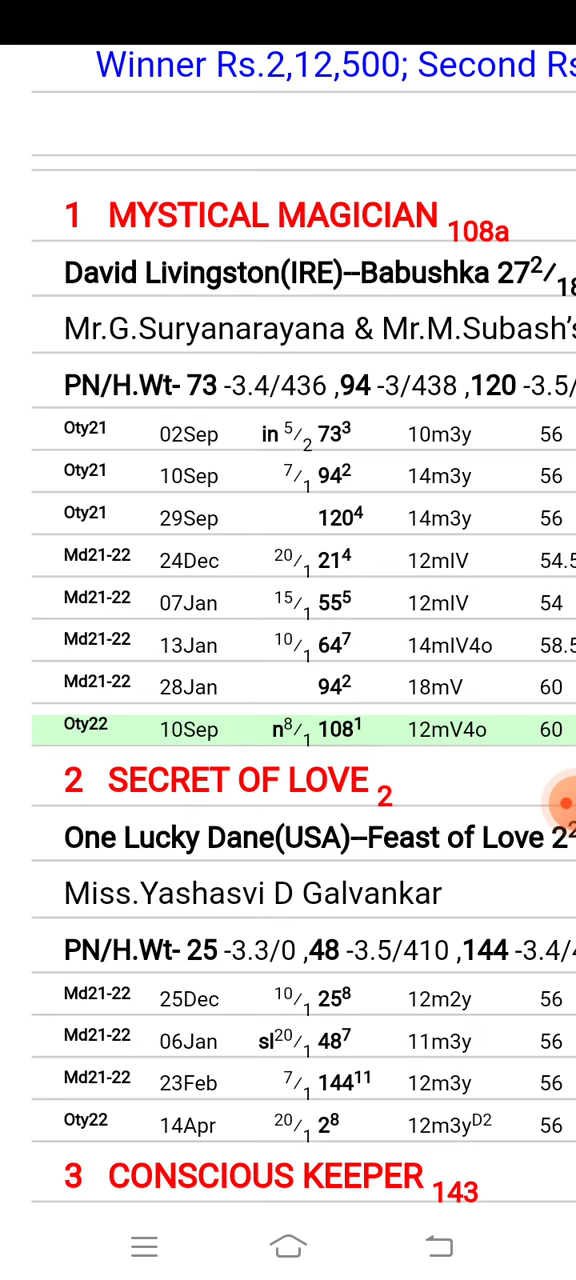 Winner Rs.2,12,500; Second Rs
1 MYSTICAL MAGICIAN 108a
David Livingston(IRE)--Babushka 27²/18
Mr.G.Suryanarayana & Mr.M.Subash's
PN/H.Wt- 73 -3.4/436 ,94 -3/438 ,120 -3.5/
Oty21 02Sep in 5/2 73³ 10m3y 56
Oty21 10Sep 7/1 94² 14m3y 56
Oty21 29Sep 120⁴ 14m3y 56
Md21-22 24Dec 20/1 21⁴ 12mIV 54.5
Md21-22 07Jan 15/1 55⁵ 12mIV 54
Md21-22 13Jan 10/1 64⁷ 14mIV4o 58.5
Md21-22 28Jan 94² 18mV 60
Oty22 10Sep n8/1 108¹ 12mV4o 60
2 SECRET OF LOVE 2
One Lucky Dane(USA)--Feast of Love 2²
Miss.Yashasvi D Galvankar
PN/H.Wt- 25 -3.3/0 ,48 -3.5/410 ,144 -3.4/
Md21-22 25Dec 10/1 25⁸ 12m2y 56
Md21-22 06Jan sl20/1 48⁷ 11m3y 56
Md21-22 23Feb 7/1 144¹¹ 12m3y 56
Oty22 14Apr 20/1 2⁸ 12m3yD2 56
3 CONSCIOUS KEEPER 143